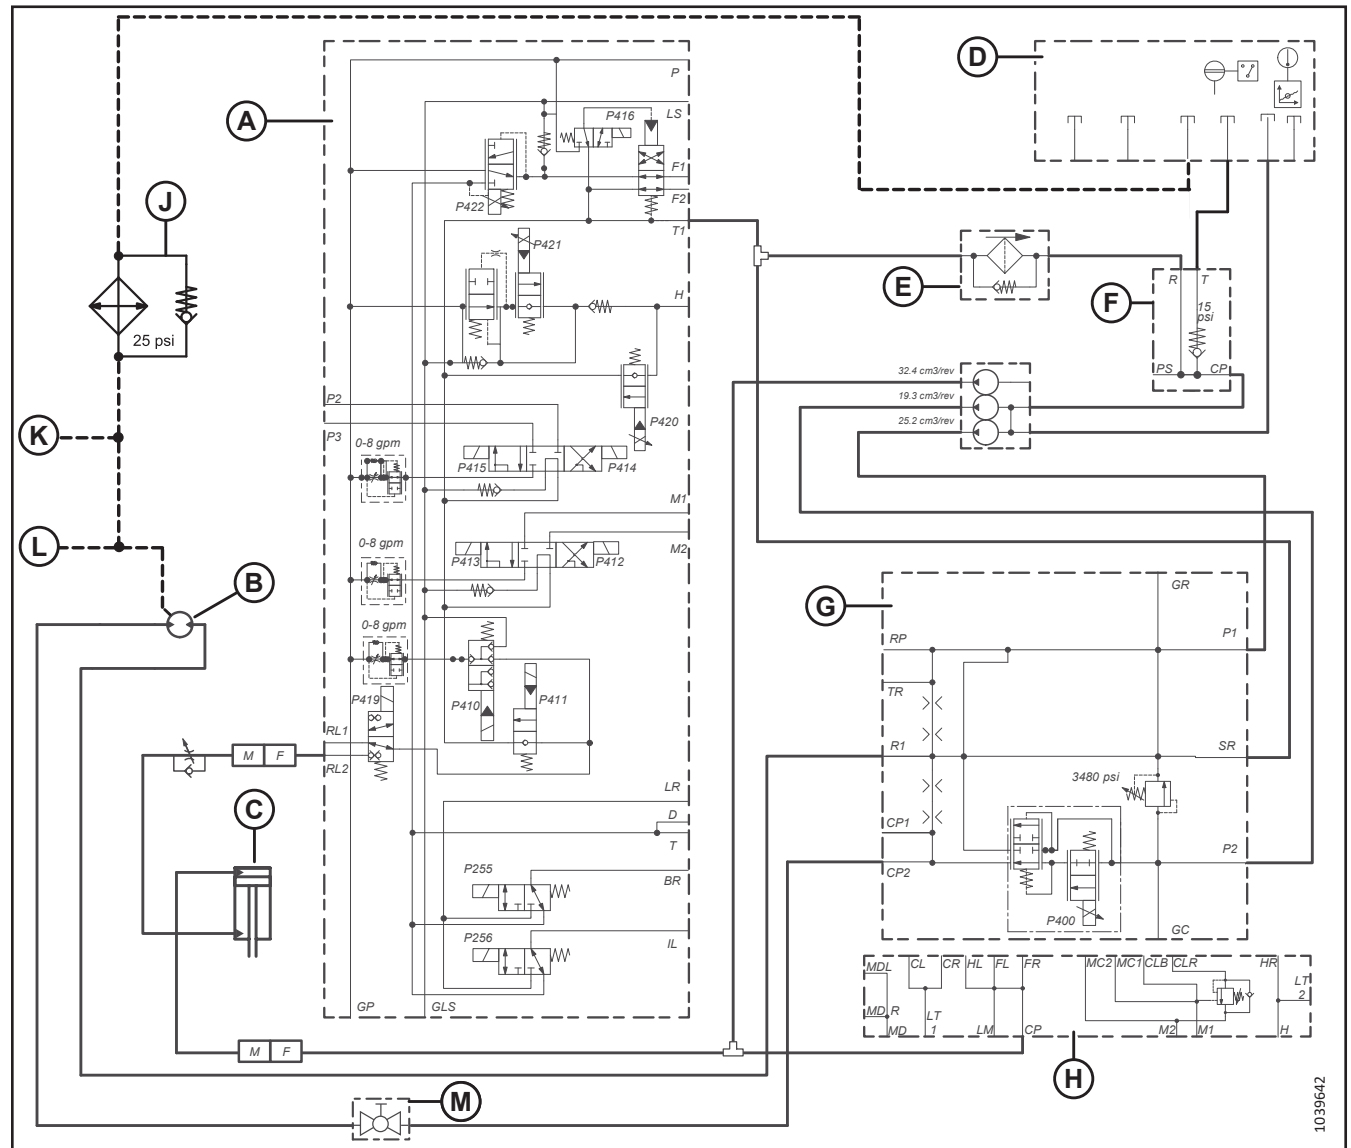 D
A
P
LS
P416
F1
F2
P422
T1
P421
J
E
R
T
F
15
psi
H
25 psi
PS
CP
32.4 cm3/rev
19.3 cm3/rev
25.2 cm3/rev
P2
P3
P420
K
0-8 gpm
P415
P414
M1
L
0-8 gpm
P413
P412
M2
B
G
GR
0-8 gpm
RP
P1
P419
P410
P411
TR
RL1
R1
SR
M
F
RL2
3480 psi
LR
C
D
CP1
T
P2
P255
BR
CP2
P400
P256
IL
GC
MDL
CL
CR
HL
FL
FR
MC2
MC1
CLB
CLR
HR
LT
2
GP
GLS
MD
R
MD
LT
1
LM
CP
M2
M1
H
M
F
H
M
1039642